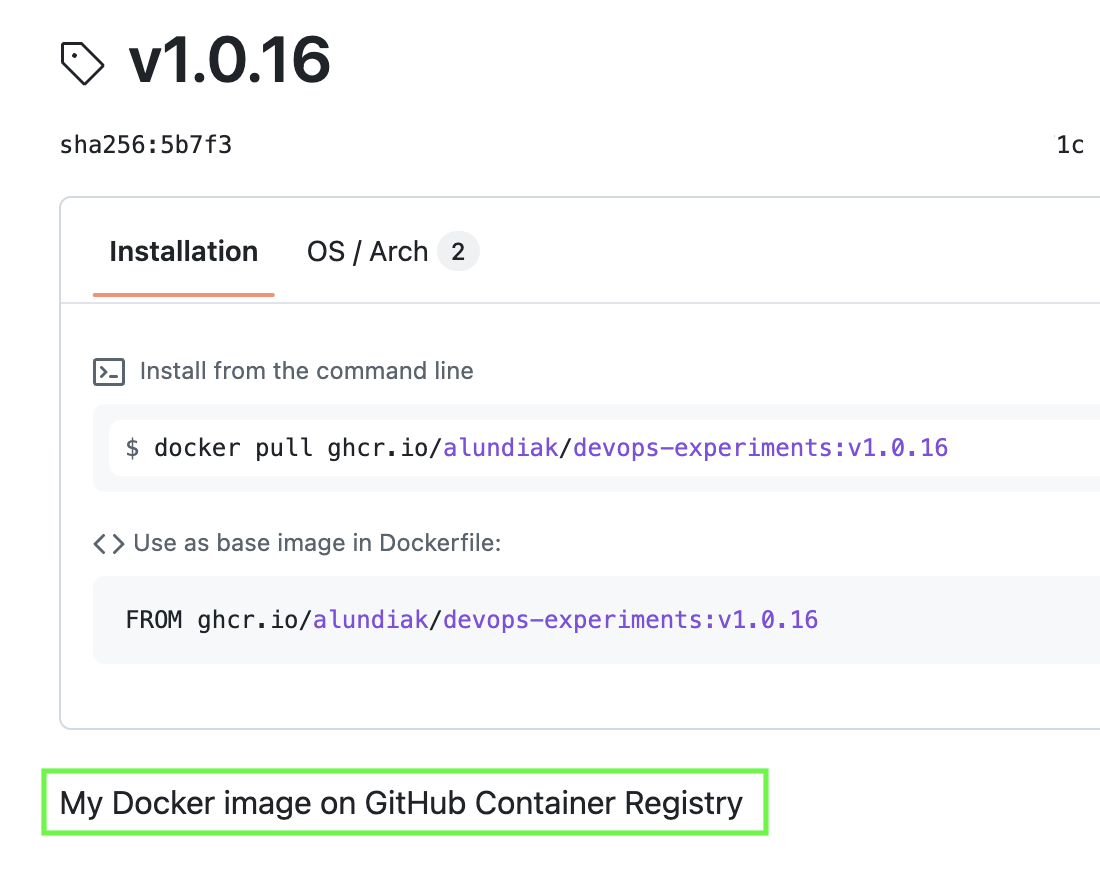 v1.0.16
sha256:5b7f3 1c
Installation OS / Arch 2
Install from the command line
$ docker pull ghcr.io/alundiak/devops-experiments:v1.0.16
<> Use as base image in Dockerfile:
FROM ghcr.io/alundiak/devops-experiments:v1.0.16
My Docker image on GitHub Container Registry